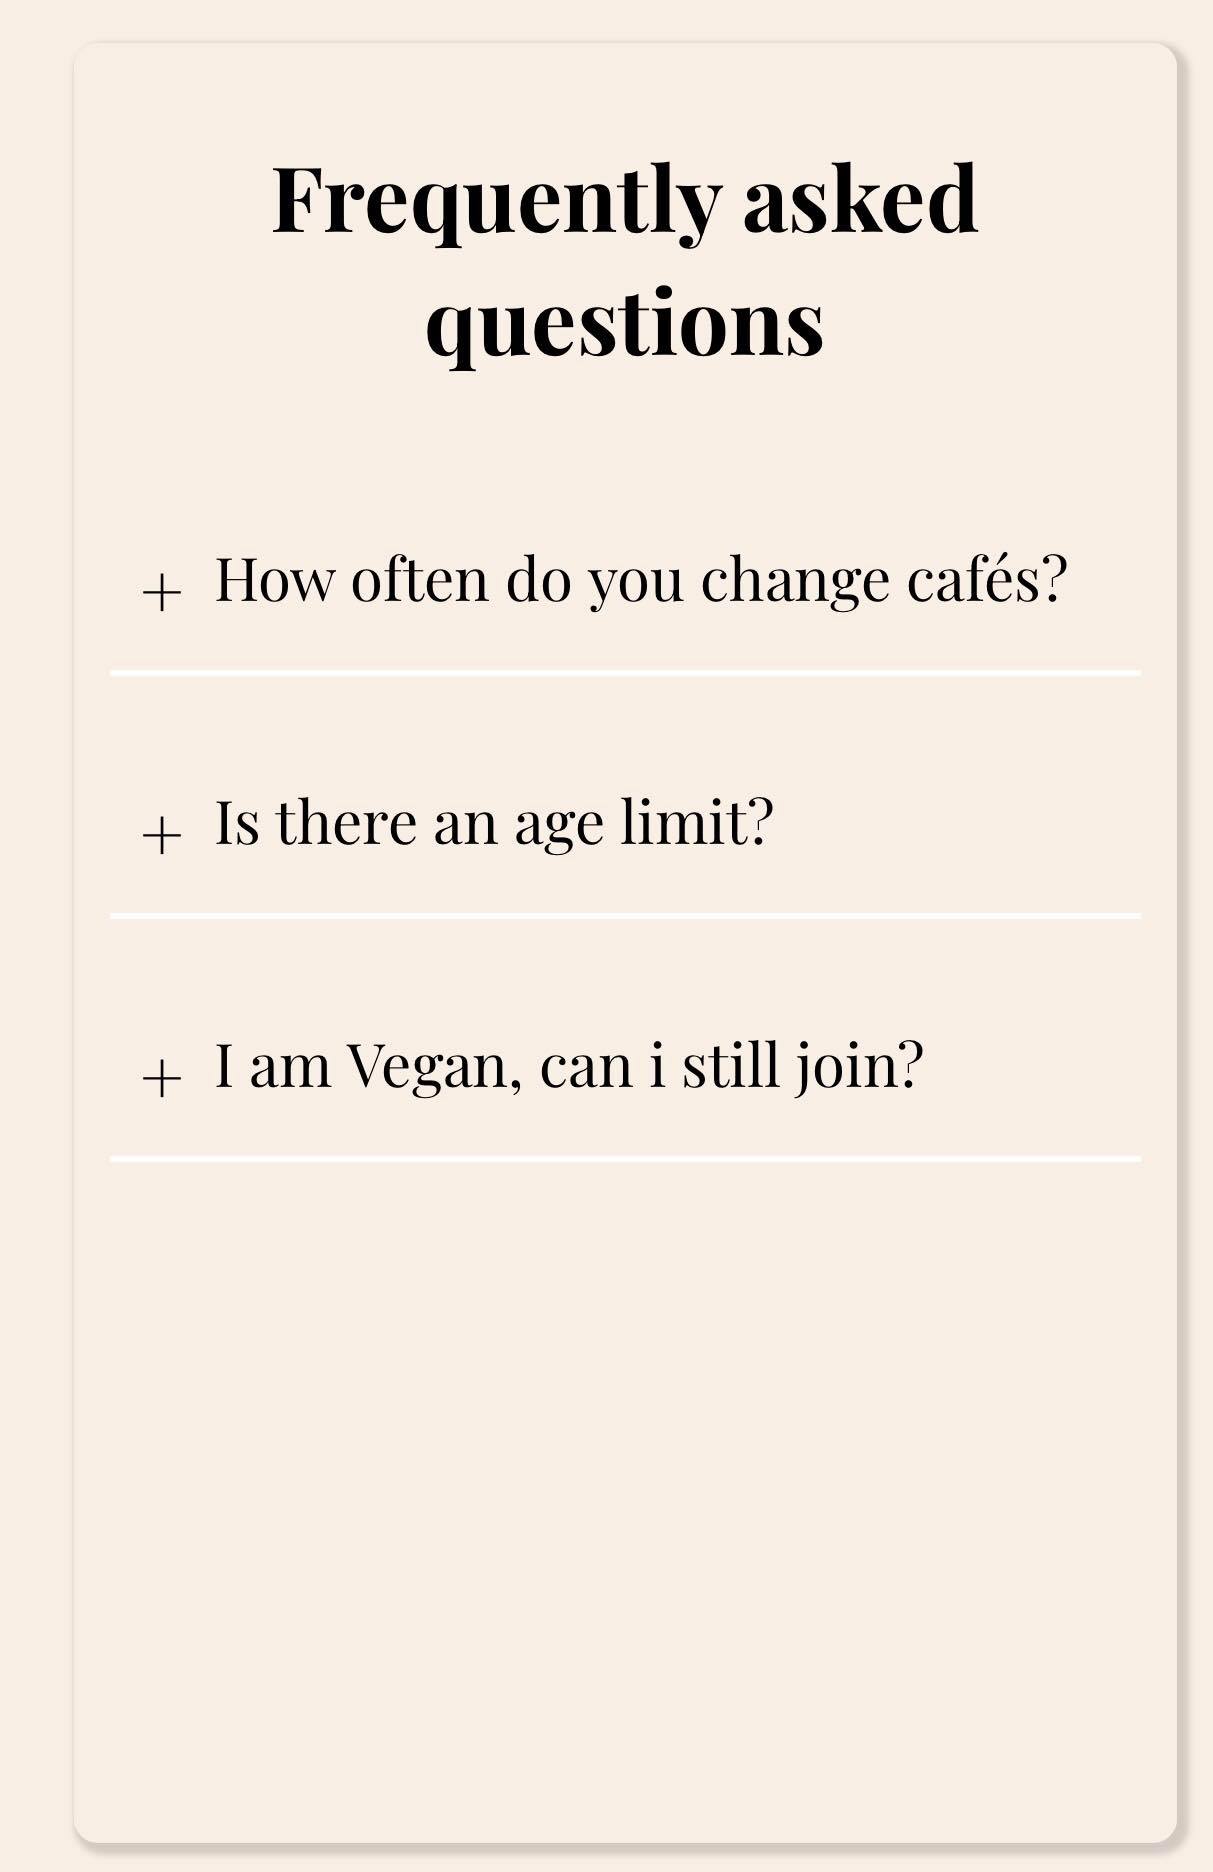 Frequently asked
questions
+ How often do you change cafés?
+ Is there an age limit?
+ I am Vegan, can i still join?